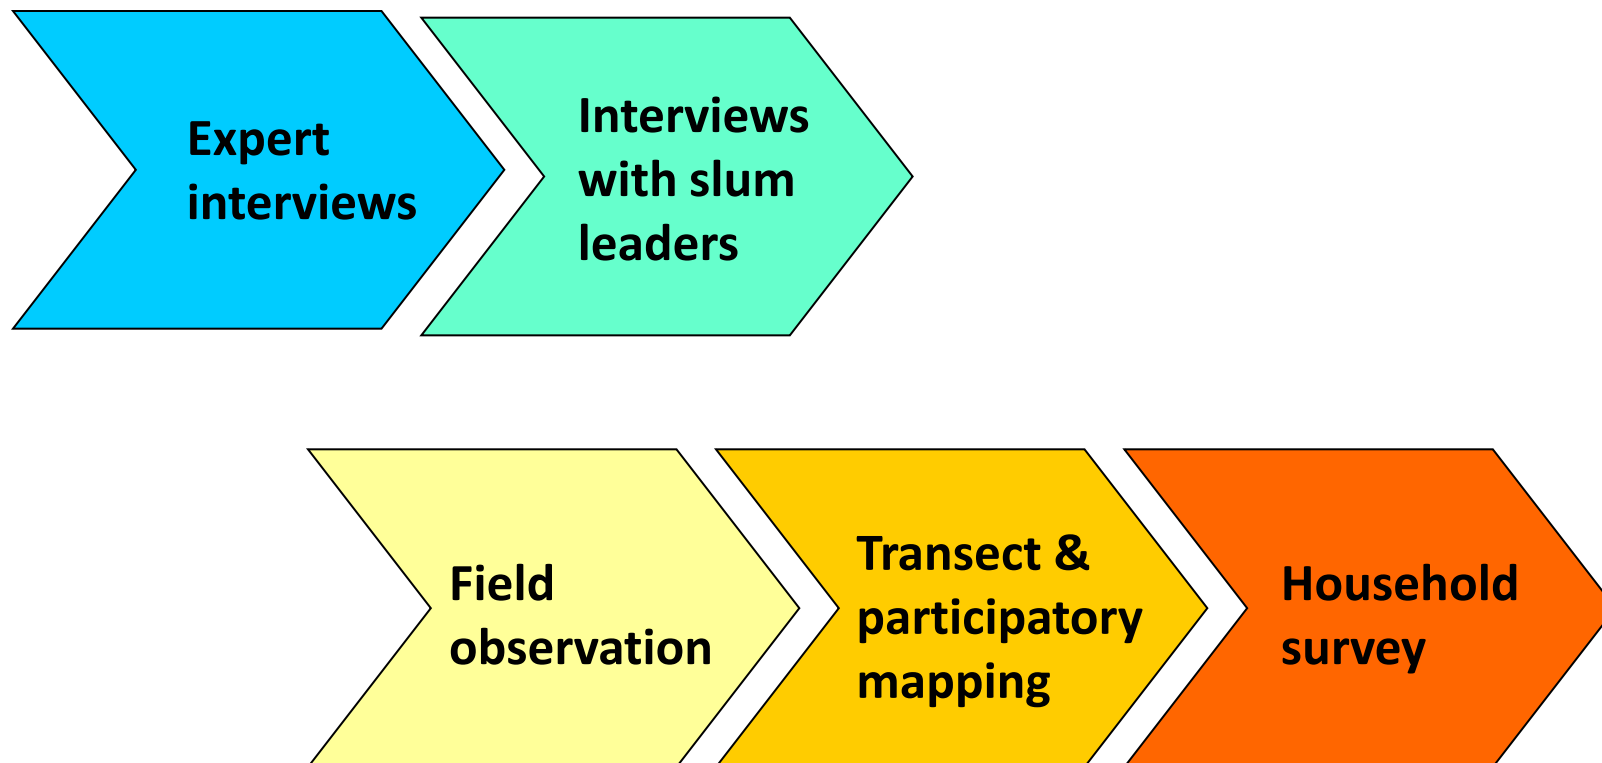 Expert
interviews
Interviews
with slum
leaders
Field
observation
Transect &
participatory
mapping
Household
survey